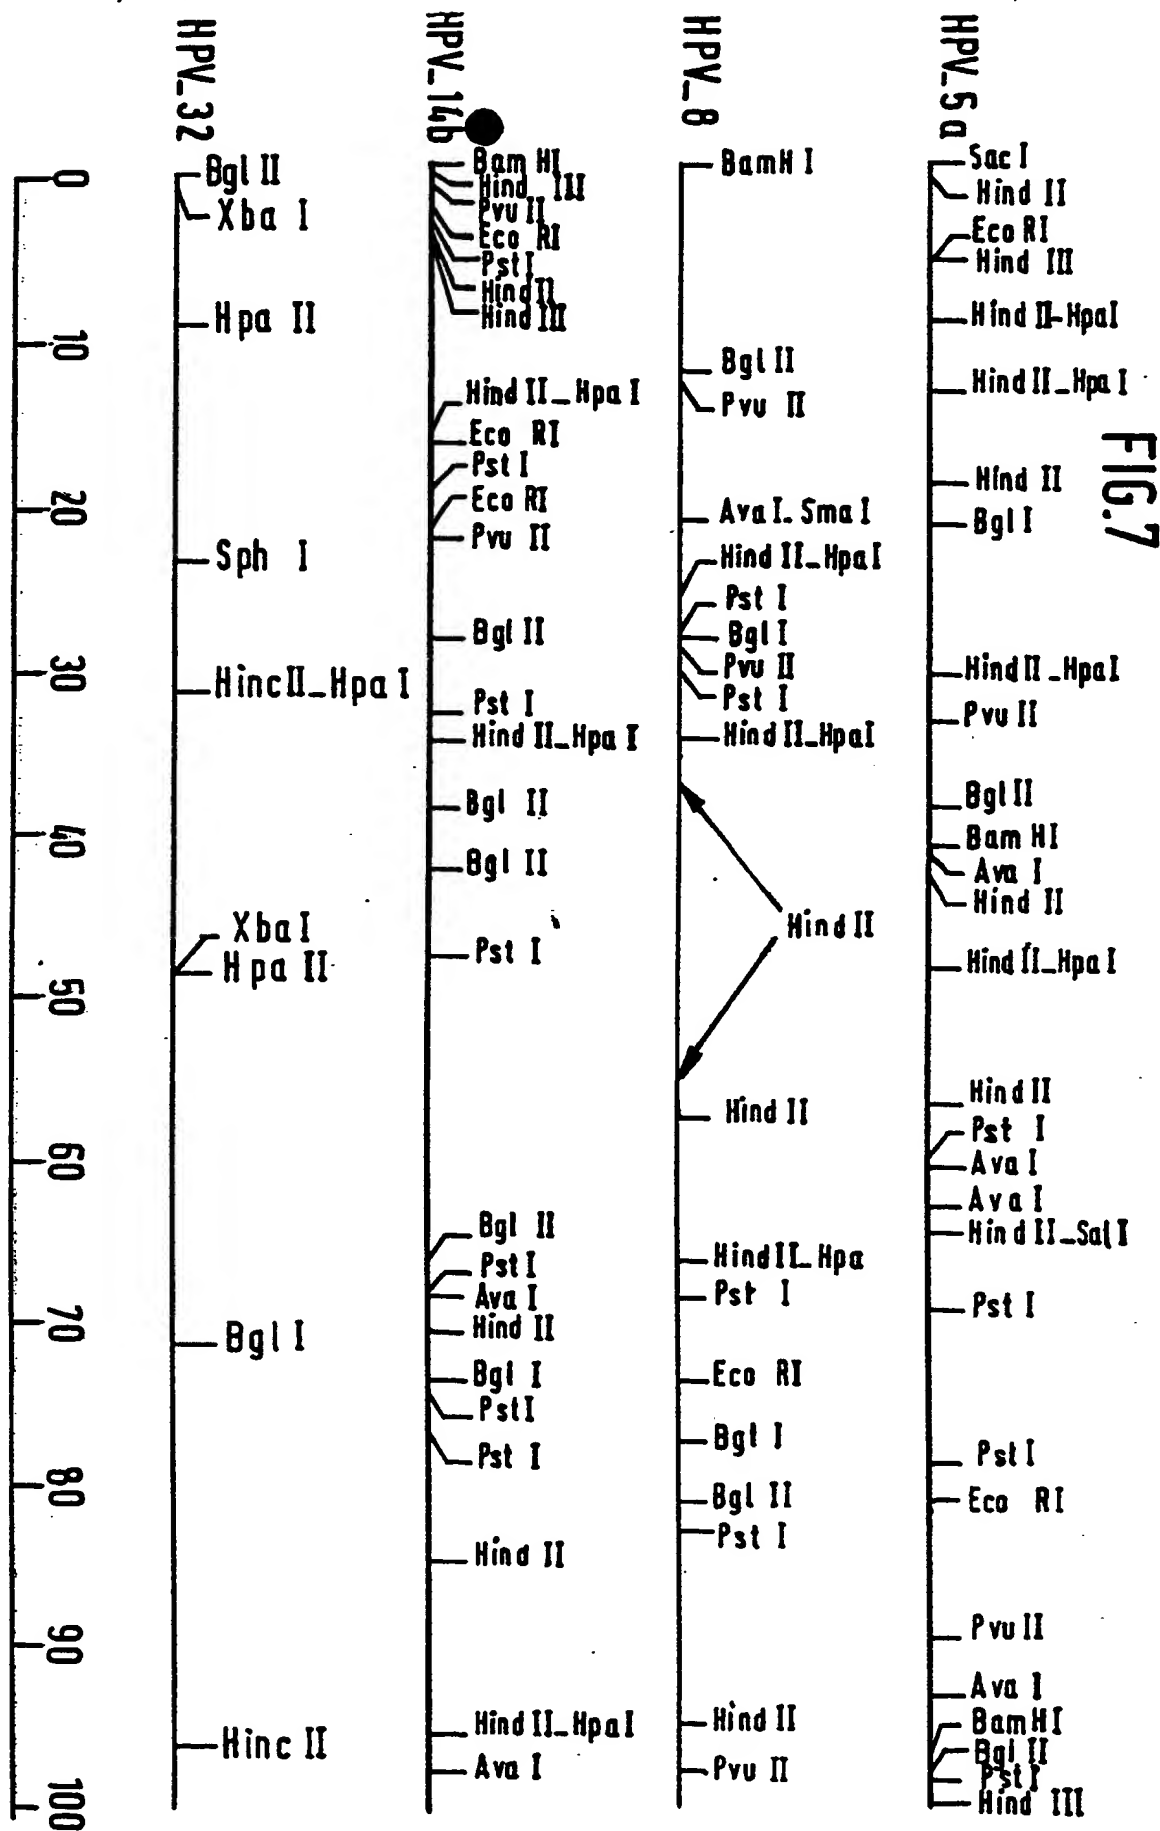 FIG.7
HPV_5a
Sac I
Hind II
Eco RI
Hind III
Hind II-HpaI
Hind II_Hpa I
Hind II
Bgl I
Hind II_HpaI
Pvu II
Bgl II
Bam HI
Ava I
Hind II
Hind II_Hpa I
Hind II
Pst I
Ava I
Ava I
Hind II_Sal I
Pst I
Pst I
Eco RI
Pvu II
Ava I
BamHI
Bgl II
Pst I
Hind III
HPV_8
BamH I
Bgl II
Pvu II
Ava I. Sma I
Hind II_HpaI
Pst I
Bgl I
Pvu II
Pst I
Hind II_HpaI
Hind II
Hind II
Hind II_Hpa
Pst I
Eco RI
Bgl I
Bgl II
Pst I
Hind II
Pvu II
HPV_14b
Bam HI
Hind III
Pvu II
Eco RI
Pst I
Hind II
Hind III
Hind II_Hpa I
Eco RI
Pst I
Eco RI
Pvu II
Bgl II
Pst I
Hind II_Hpa I
Bgl II
Bgl II
Pst I
Bgl II
Pst I
Ava I
Hind II
Bgl I
Pst I
Pst I
Hind II
Hind II_HpaI
Ava I
HPV_32
Bgl II
Xba I
Hpa II
Sph I
HincII_Hpa I
Xba I
Hpa II
Bgl I
Hinc II
0
10
20
30
40
50
60
70
80
90
100